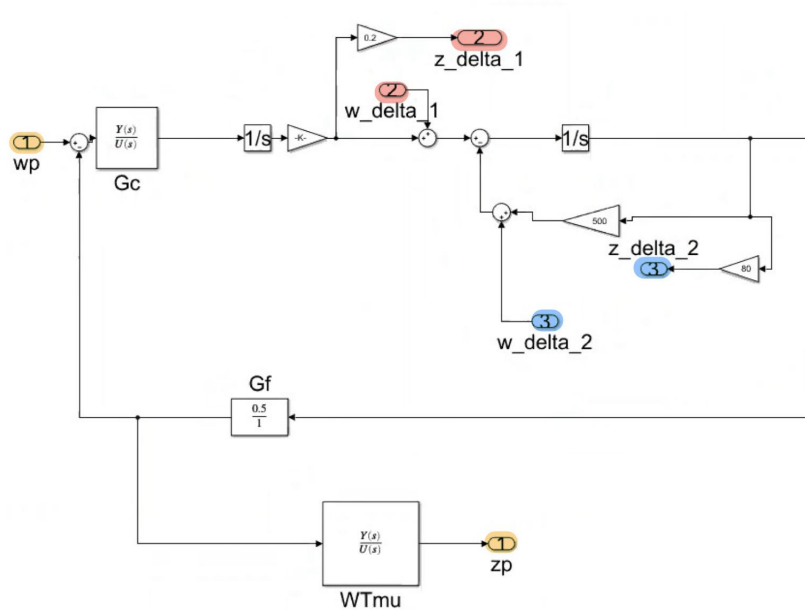 0.2
2
z_delta_1
2
w_delta_1
1
wp
+
-
Y(s)
U(s)
Gc
1/s
-K-
+
+
+
-
1/s
+
+
500
z_delta_2
3
80
3
w_delta_2
Gf
0.5
1
Y(s)
U(s)
WTmu
1
zp